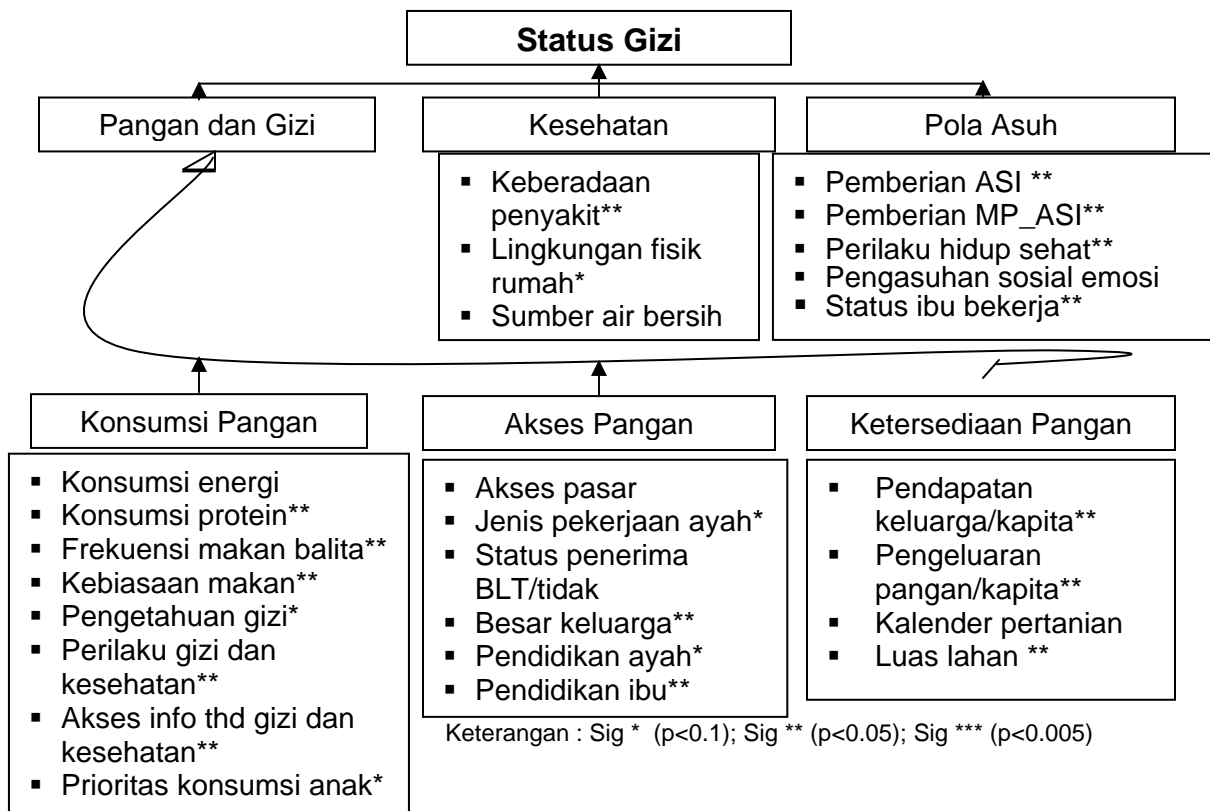 Status Gizi
Pangan dan Gizi
Kesehatan
▪ Keberadaan
penyakit**
▪ Lingkungan fisik
rumah*
▪ Sumber air bersih
Pola Asuh
▪ Pemberian ASI **
▪ Pemberian MP_ASI**
▪ Perilaku hidup sehat**
▪ Pengasuhan sosial emosi
▪ Status ibu bekerja**
Konsumsi Pangan
▪ Konsumsi energi
▪ Konsumsi protein**
▪ Frekuensi makan balita**
▪ Kebiasaan makan**
▪ Pengetahuan gizi*
▪ Perilaku gizi dan
kesehatan**
▪ Akses info thd gizi dan
kesehatan**
▪ Prioritas konsumsi anak*
Akses Pangan
▪ Akses pasar
▪ Jenis pekerjaan ayah*
▪ Status penerima
BLT/tidak
▪ Besar keluarga**
▪ Pendidikan ayah*
▪ Pendidikan ibu**
Ketersediaan Pangan
▪ Pendapatan
keluarga/kapita**
▪ Pengeluaran
pangan/kapita**
▪ Kalender pertanian
▪ Luas lahan **
Keterangan : Sig * (p<0.1); Sig ** (p<0.05); Sig *** (p<0.005)